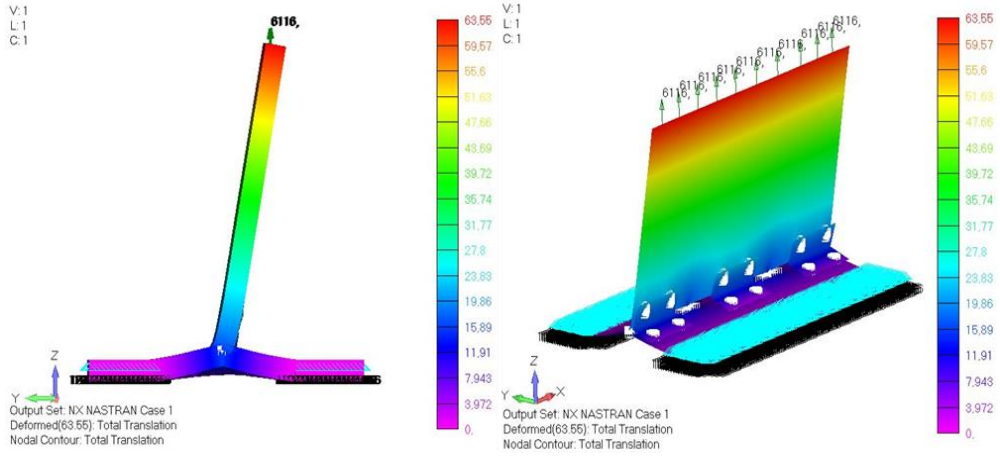 V: 1
L: 1
C: 1
6116,
63.55
59.57
55.6
51.63
47.66
43.69
39.72
35.74
31.77
27.8
23.83
19.86
15.89
11.91
7.943
3.972
0.
Z
Y
Output Set: NX NASTRAN Case 1
Deformed(63.55): Total Translation
Nodal Contour: Total Translation
V: 1
L: 1
C: 1
6116,
6116,
6116,
6116,
6116,
6116,
6116,
6116,
6116,
63,55
59,57
55,6
51,63
47,66
43,69
39,72
35,74
31,77
27,8
23,83
19,86
15,89
11,91
7,943
3,972
0,
Z
Y
X
Output Set: NX NASTRAN Case 1
Deformed(63.55): Total Translation
Nodal Contour: Total Translation